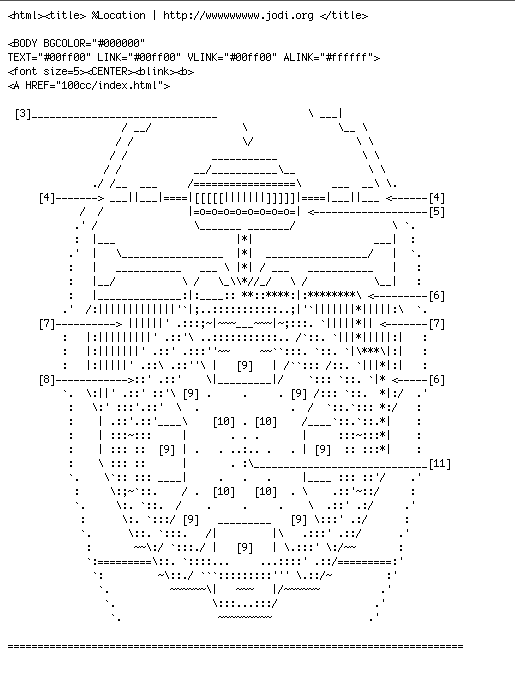 <html><title> %Location | http://wwwwwwwww.jodi.org </title>
<BODY BGCOLOR="#000000"
TEXT="#00ff00" LINK="#00ff00" VLINK="#00ff00" ALINK="#ffffff">
<font size=5><CENTER><blink><b>
<A HREF="100cc/index.html">
[3]
[4] [4]
[5]
[6]
[7] [7]
[9]
[8] [6]
[9] [9]
[10] [10]
[9] [9]
[11]
[10] [10]
[9] [9]
[9]